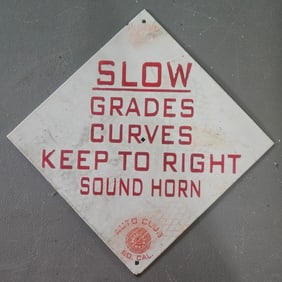 SLOW
GRADES
CURVES
KEEP TO RIGHT
SOUND HORN
AUTO CLUB
SO. CAL.